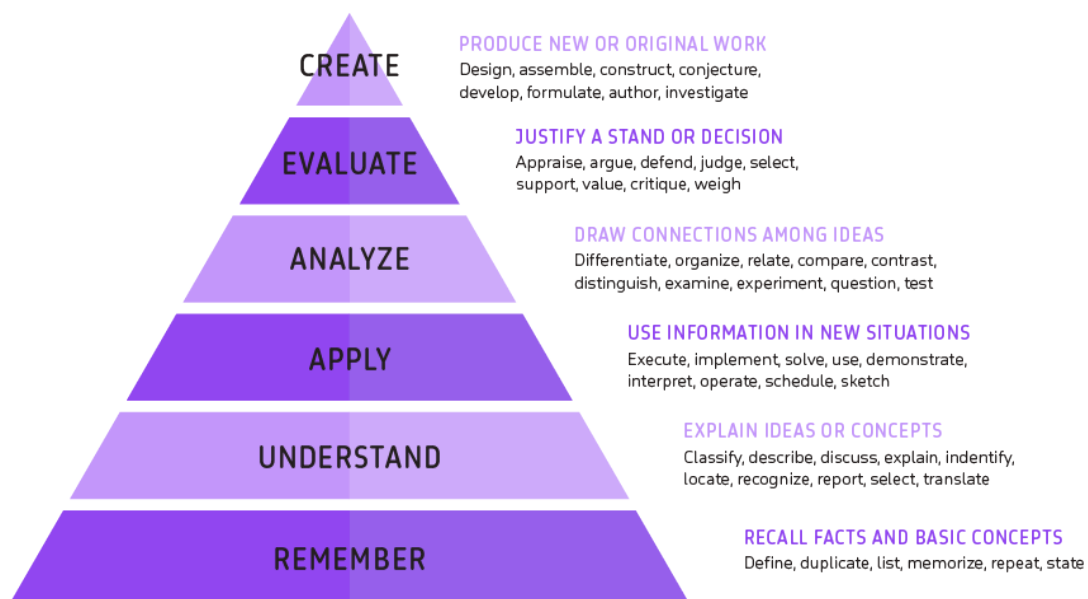 CREATE
PRODUCE NEW OR ORIGINAL WORK
Design, assemble, construct, conjecture,
develop, formulate, author, investigate
EVALUATE
JUSTIFY A STAND OR DECISION
Appraise, argue, defend, judge, select,
support, value, critique, weigh
ANALYZE
DRAW CONNECTIONS AMONG IDEAS
Differentiate, organize, relate, compare, contrast,
distinguish, examine, experiment, question, test
APPLY
USE INFORMATION IN NEW SITUATIONS
Execute, implement, solve, use, demonstrate,
interpret, operate, schedule, sketch
UNDERSTAND
EXPLAIN IDEAS OR CONCEPTS
Classify, describe, discuss, explain, indentify,
locate, recognize, report, select, translate
REMEMBER
RECALL FACTS AND BASIC CONCEPTS
Define, duplicate, list, memorize, repeat, state